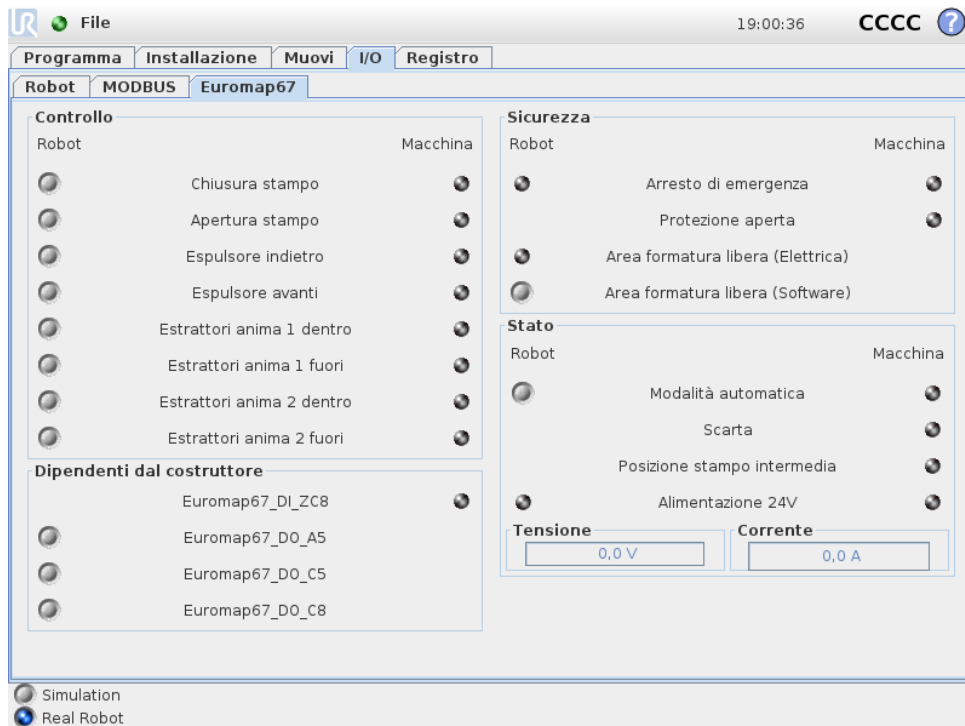 UR File 19:00:36 CCCC ?
Programma Installazione Muovi I/O Registro
Robot MODBUS Euromap67
Controllo
Robot Macchina
Chiusura stampo
Apertura stampo
Espulsore indietro
Espulsore avanti
Estrattori anima 1 dentro
Estrattori anima 1 fuori
Estrattori anima 2 dentro
Estrattori anima 2 fuori
Dipendenti dal costruttore
Euromap67_DI_ZC8
Euromap67_DO_A5
Euromap67_DO_C5
Euromap67_DO_C8
Sicurezza
Robot Macchina
Arresto di emergenza
Protezione aperta
Area formatura libera (Elettrica)
Area formatura libera (Software)
Stato
Robot Macchina
Modalità automatica
Scarta
Posizione stampo intermedia
Alimentazione 24V
Tensione Corrente
0,0 V 0,0 A
Simulation
Real Robot